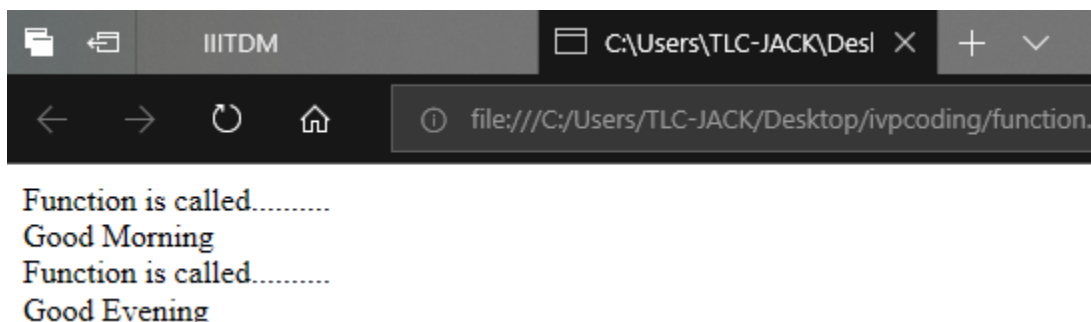 IIITDM
C:\Users\TLC-JACK\Desl
file:///C:/Users/TLC-JACK/Desktop/ivpcoding/function.
Function is called..........
Good Morning
Function is called..........
Good Evening